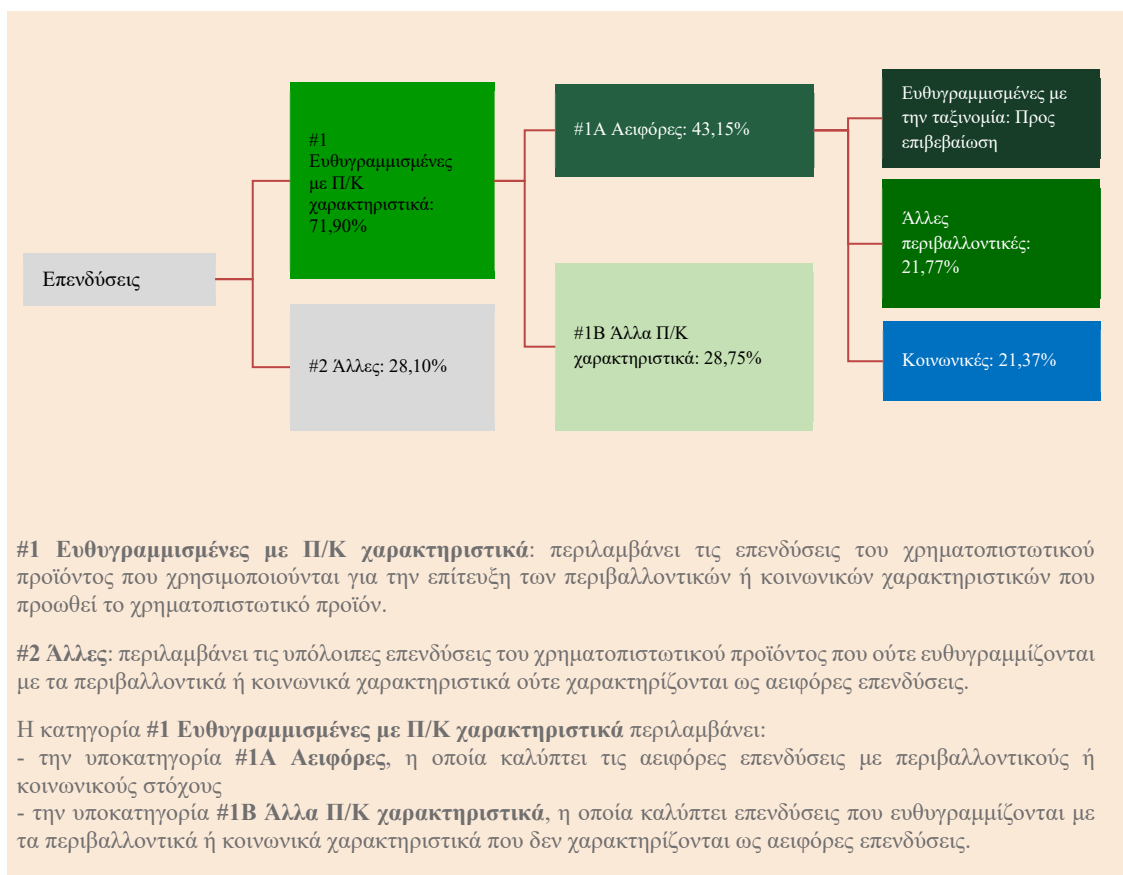 Επενδύσεις
#1
Ευθυγραμμισμένες
με Π/Κ
χαρακτηριστικά:
71,90%
#2 Άλλες: 28,10%
#1Α Αειφόρες: 43,15%
#1Β Άλλα Π/Κ
χαρακτηριστικά: 28,75%
Ευθυγραμμισμένες με
την ταξινομία: Προς
επιβεβαίωση
Άλλες
περιβαλλοντικές:
21,77%
Κοινωνικές: 21,37%
#1 Ευθυγραμμισμένες με Π/Κ χαρακτηριστικά: περιλαμβάνει τις επενδύσεις του χρηματοπιστωτικού
προϊόντος που χρησιμοποιούνται για την επίτευξη των περιβαλλοντικών ή κοινωνικών χαρακτηριστικών που
προωθεί το χρηματοπιστωτικό προϊόν.
#2 Άλλες: περιλαμβάνει τις υπόλοιπες επενδύσεις του χρηματοπιστωτικού προϊόντος που ούτε ευθυγραμμίζονται
με τα περιβαλλοντικά ή κοινωνικά χαρακτηριστικά ούτε χαρακτηρίζονται ως αειφόρες επενδύσεις.
Η κατηγορία #1 Ευθυγραμμισμένες με Π/Κ χαρακτηριστικά περιλαμβάνει:
- την υποκατηγορία #1Α Αειφόρες, η οποία καλύπτει τις αειφόρες επενδύσεις με περιβαλλοντικούς ή
κοινωνικούς στόχους
- την υποκατηγορία #1Β Άλλα Π/Κ χαρακτηριστικά, η οποία καλύπτει επενδύσεις που ευθυγραμμίζονται με
τα περιβαλλοντικά ή κοινωνικά χαρακτηριστικά που δεν χαρακτηρίζονται ως αειφόρες επενδύσεις.